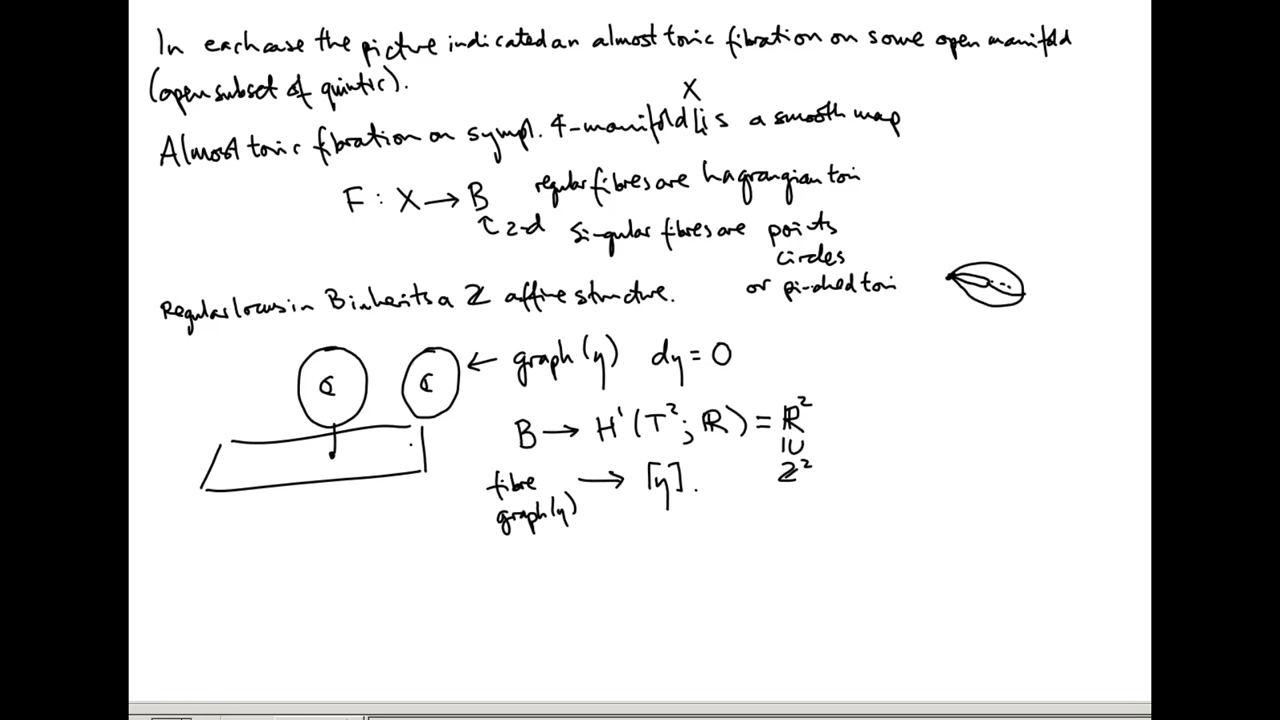 In each case the picture indicated an almost toric fibration on some open manifold
(open subset of quintic).
X
Almost toric fibration on sympl. 4-manifold is a smooth map
F : X → B regular fibres are Lagrangian tori
2-d singular fibres are points
circles
or pinched tori
Regular locus in B inherits a ℤ affine structure.
← graph(y) dy = 0
B → H¹(T²; ℝ) = ℝ²
∪
ℤ²
fibre → [y].
graph(y)